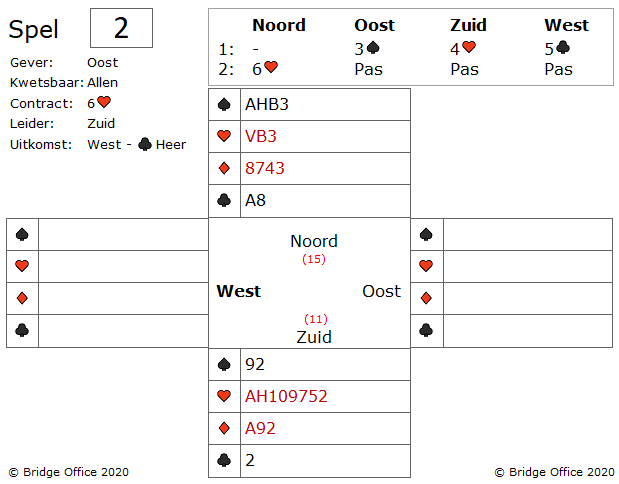 Spel 2
Noord Oost Zuid West
1: - 3♠ 4♥ 5♣
2: 6♥ Pas Pas Pas
Gever: Oost
Kwetsbaar: Allen
Contract: 6♥
Leider: Zuid
Uitkomst: West - ♣ Heer
♠ AHB3
♥ VB3
♦ 8743
♣ A8
♠
♥
♦
♣
Noord
(15)
West Oost
(11)
Zuid
♠
♥
♦
♣
♠ 92
♥ AH109752
♦ A92
♣ 2
© Bridge Office 2020
© Bridge Office 2020